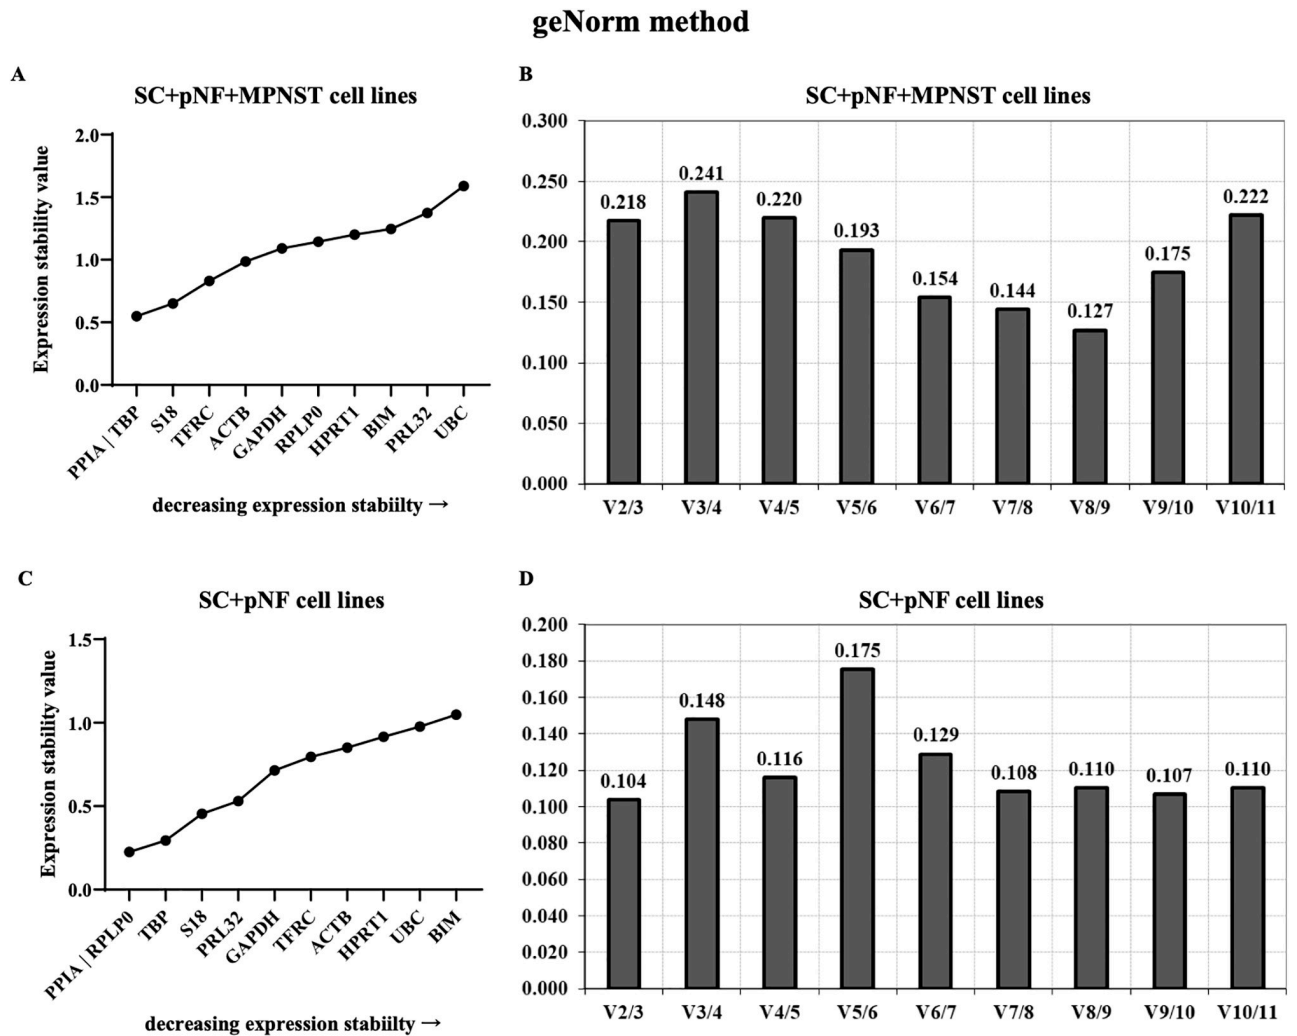 geNorm method
A
SC+pNF+MPNST cell lines
Expression stability value
2.0
1.5
1.0
0.5
0.0
PPIA | TBP
S18
TFRC
ACTB
GAPDH
RPLP0
HPRT1
BIM
PRL32
UBC
decreasing expression stabiilty →
B
SC+pNF+MPNST cell lines
0.300
0.250
0.200
0.150
0.100
0.050
0.000
0.218
0.241
0.220
0.193
0.154
0.144
0.127
0.175
0.222
V2/3 V3/4 V4/5 V5/6 V6/7 V7/8 V8/9 V9/10 V10/11
C
SC+pNF cell lines
Expression stability value
1.5
1.0
0.5
0.0
PPIA | RPLP0
TBP
S18
PRL32
GAPDH
TFRC
ACTB
HPRT1
UBC
BIM
decreasing expression stabiilty →
D
SC+pNF cell lines
0.200
0.180
0.160
0.140
0.120
0.100
0.080
0.060
0.040
0.020
0.000
0.104
0.148
0.116
0.175
0.129
0.108
0.110
0.107
0.110
V2/3 V3/4 V4/5 V5/6 V6/7 V7/8 V8/9 V9/10 V10/11